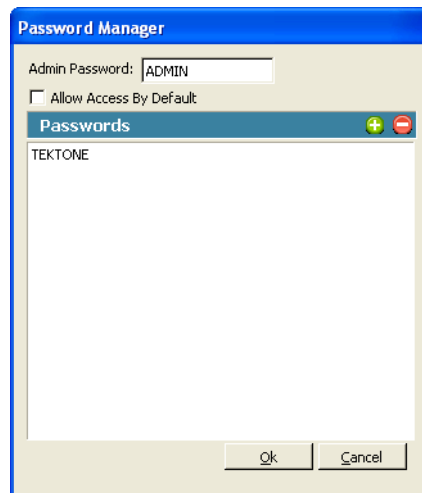 Password Manager
Admin Password: ADMIN
Allow Access By Default
Passwords
TEKTONE
Ok Cancel